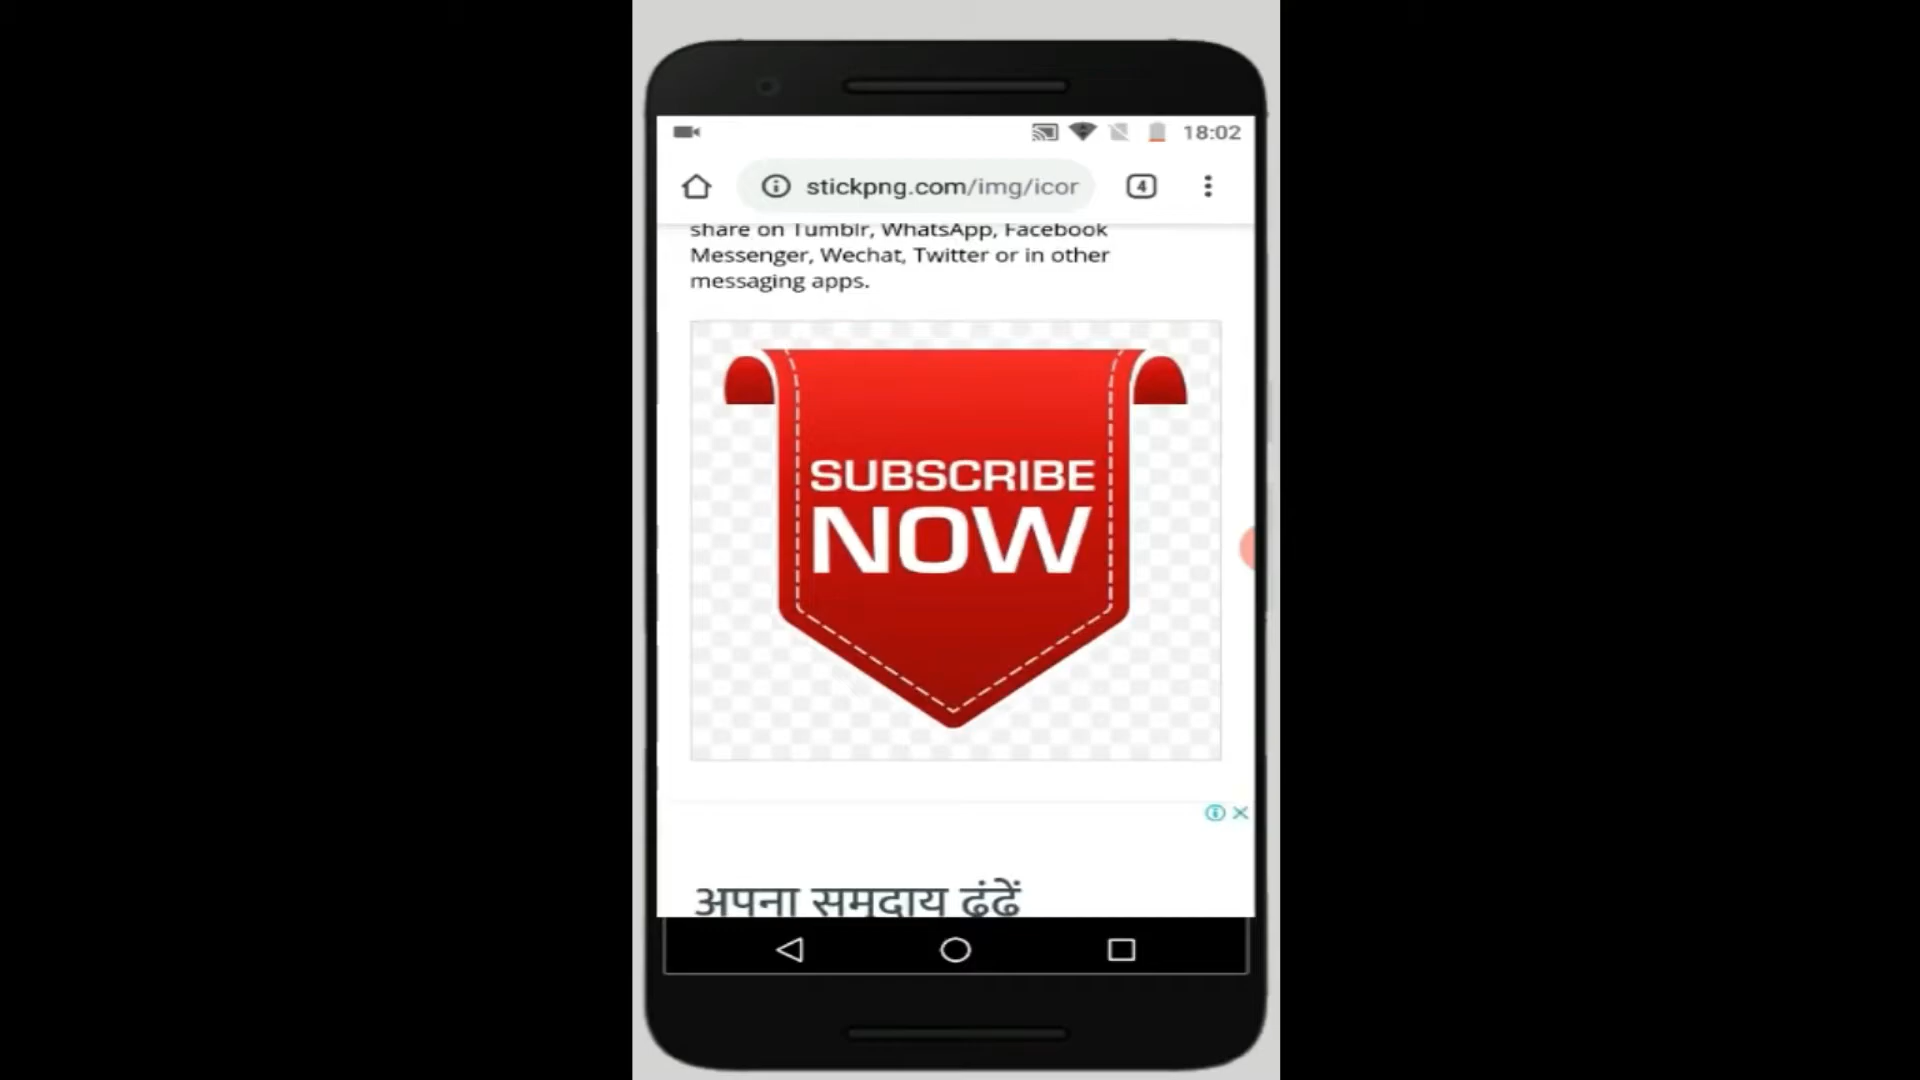 18:02
stickpng.com/img/icor
4
share on Tumblr, WhatsApp, Facebook
Messenger, Wechat, Twitter or in other
messaging apps.
SUBSCRIBE
NOW
अपना समुदाय ढूंढें